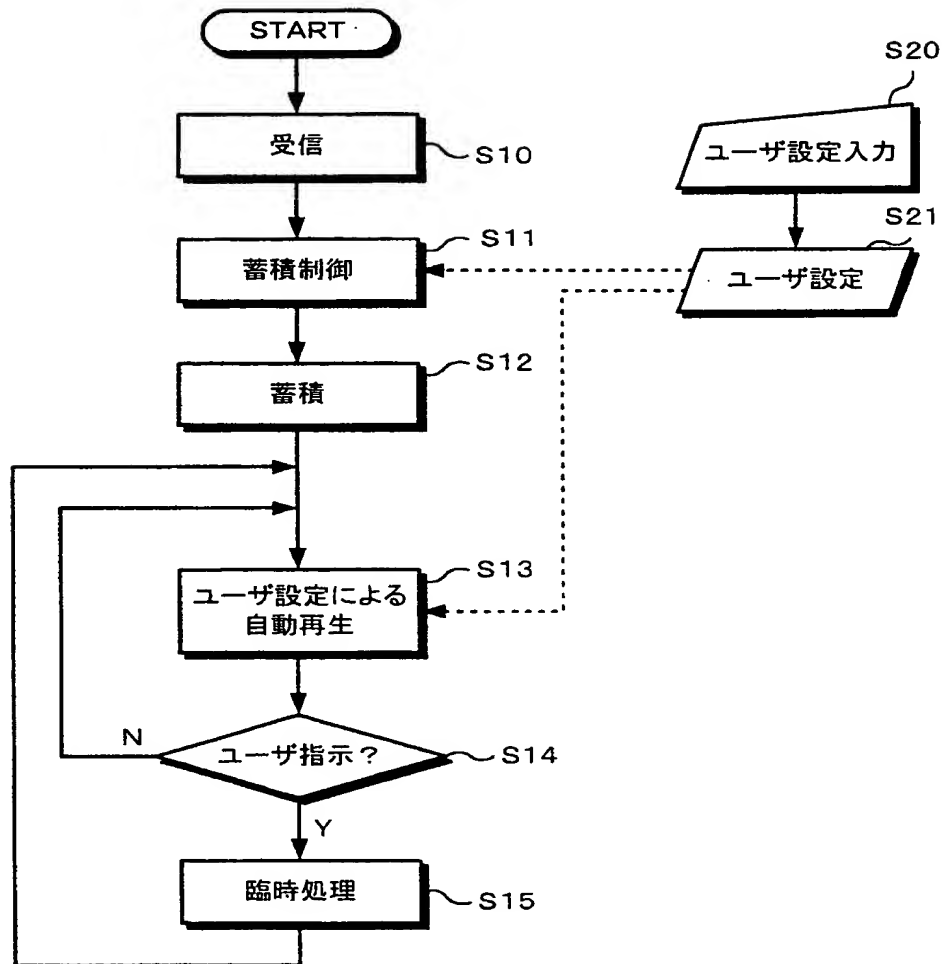 START
受信
S10
蓄積制御
S11
蓄積
S12
ユーザ設定による
自動再生
S13
ユーザ指示？
S14
N
Y
臨時処理
S15
S20
ユーザ設定入力
S21
ユーザ設定